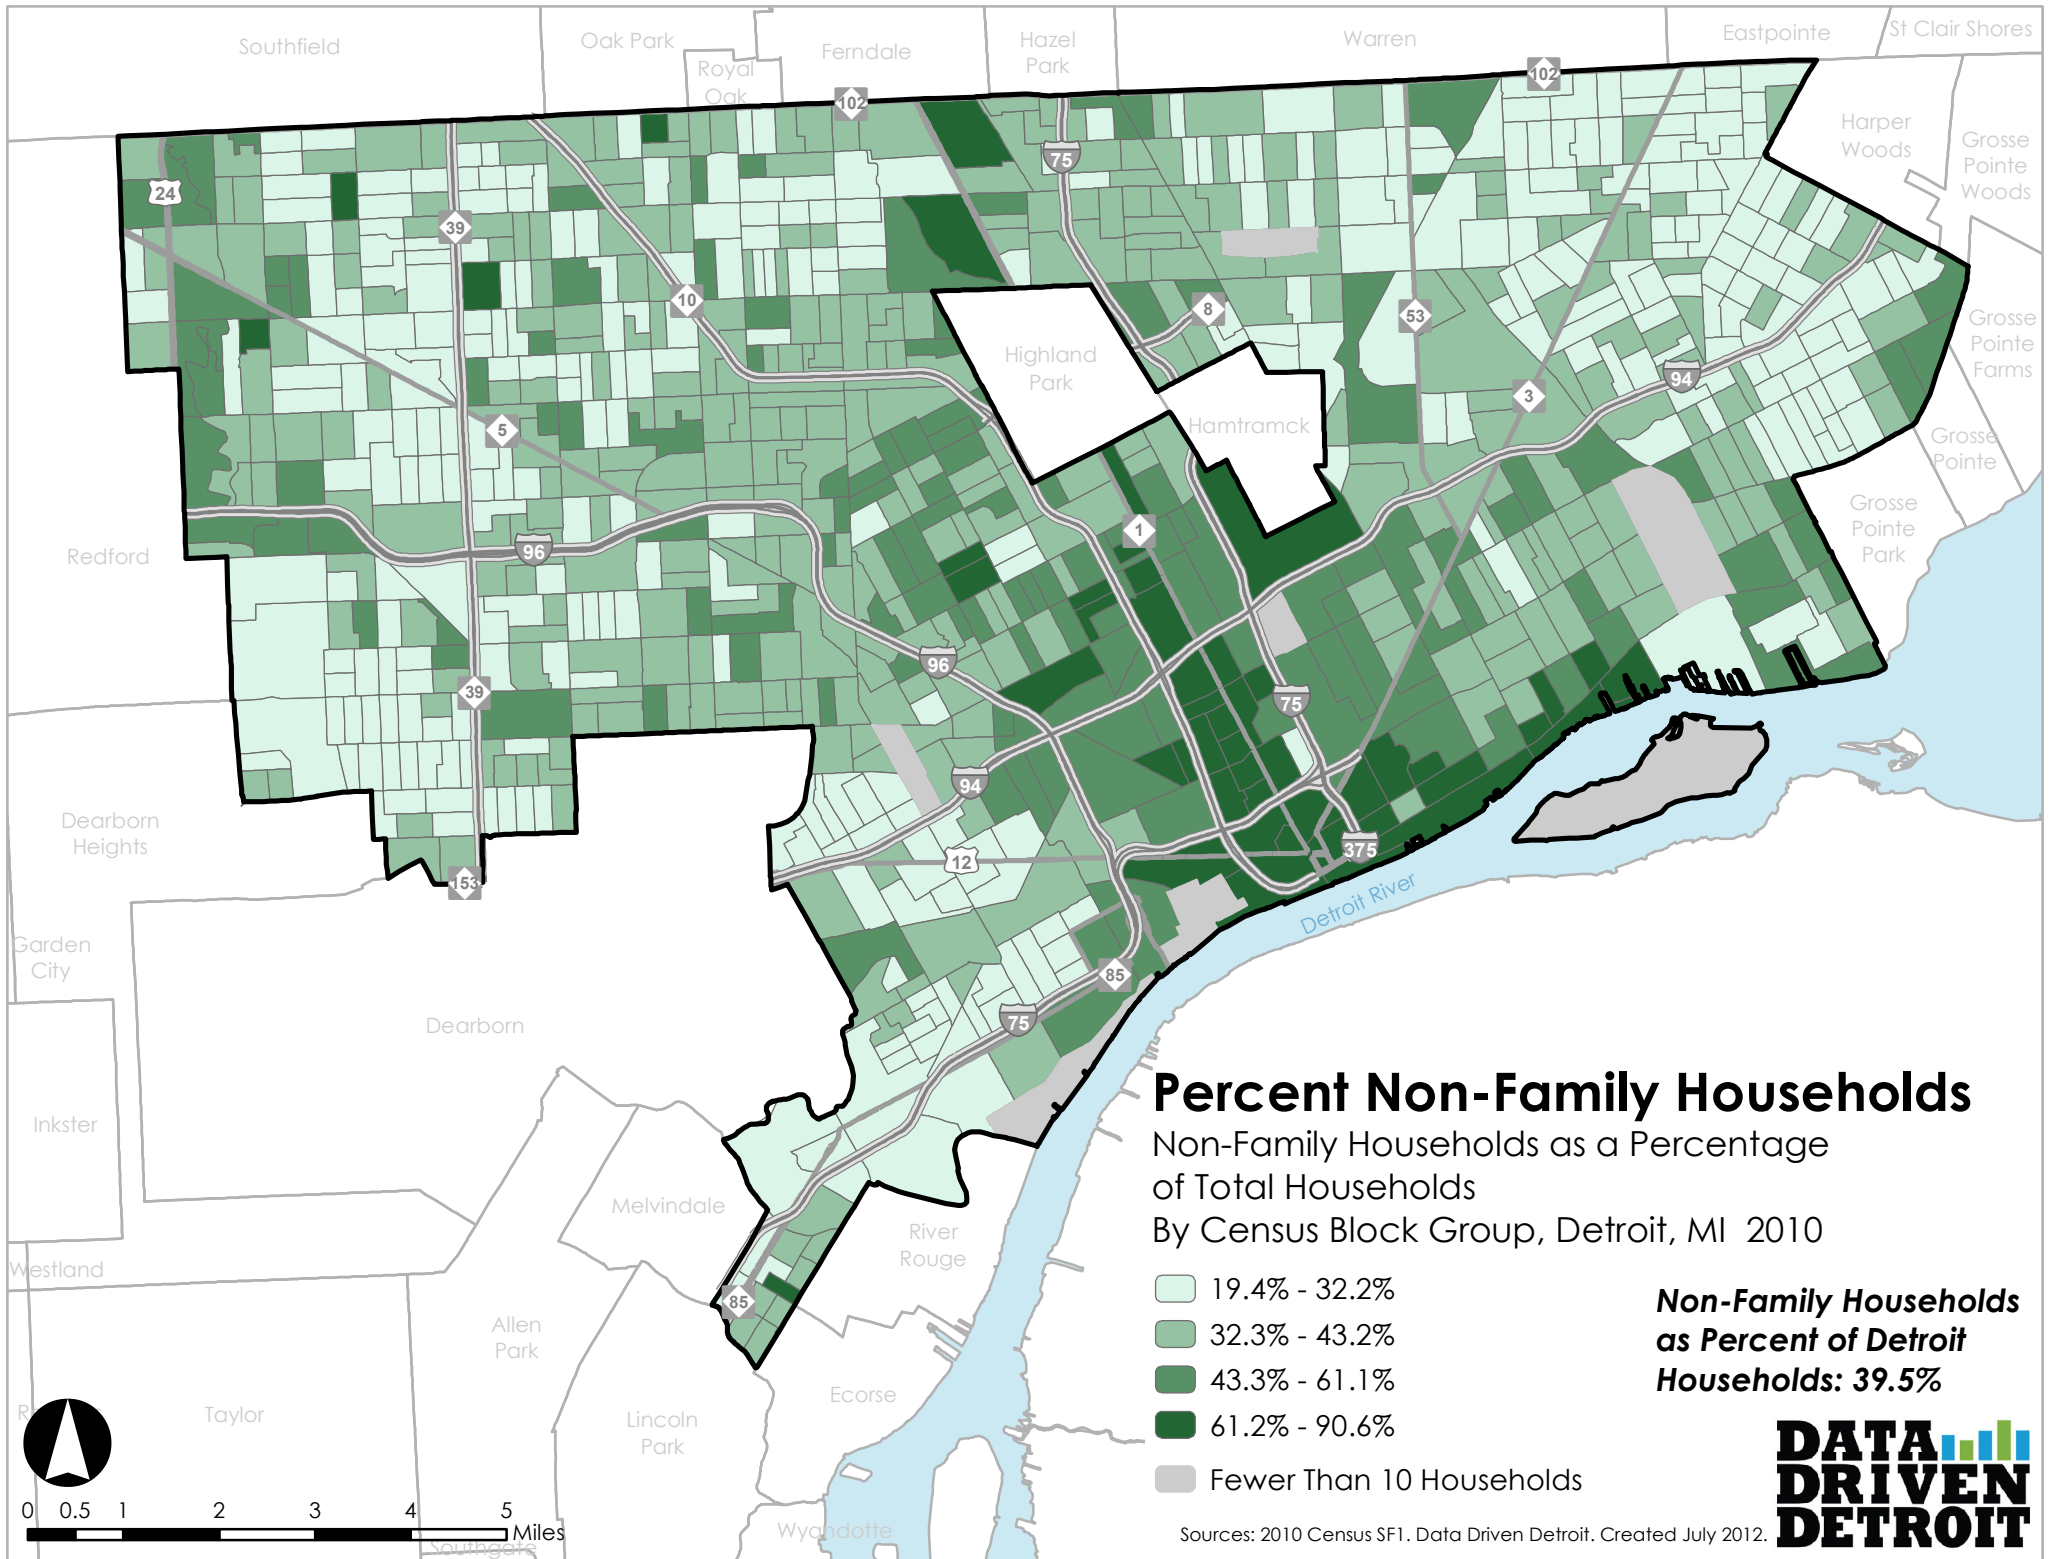 Southfield
Oak Park
Royal
Oak
Ferndale
Hazel
Park
Warren
Eastpointe
St Clair Shores
102
102
Harper
Woods
Grosse
Pointe
Woods
75
24
39
10
8
53
Grosse
Pointe
Farms
Highland
Park
94
3
Hamtramck
5
Grosse
Pointe
Grosse
Pointe
Park
1
96
Redford
96
39
75
94
Dearborn
Heights
12
375
153
Detroit River
Garden
City
85
75
Dearborn
Inkster
Melvindale
River
Rouge
Westland
85
Allen
Park
Ecorse
Taylor
Lincoln
Park
Wyandotte
Southgate
Percent Non-Family Households
Non-Family Households as a Percentage
of Total Households
By Census Block Group, Detroit, MI 2010
19.4% - 32.2%
32.3% - 43.2%
43.3% - 61.1%
61.2% - 90.6%
Fewer Than 10 Households
Non-Family Households
as Percent of Detroit
Households: 39.5%
0 0.5 1 2 3 4 5
Miles
Sources: 2010 Census SF1. Data Driven Detroit. Created July 2012.
DATA
DRIVEN
DETROIT